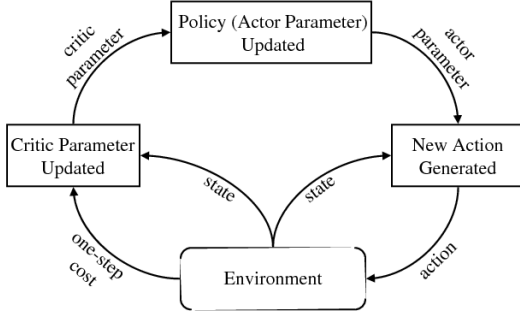 Policy (Actor Parameter)
Updated
critic
parameter
actor
parameter
Critic Parameter
Updated
New Action
Generated
state
state
one-step
cost
action
Environment